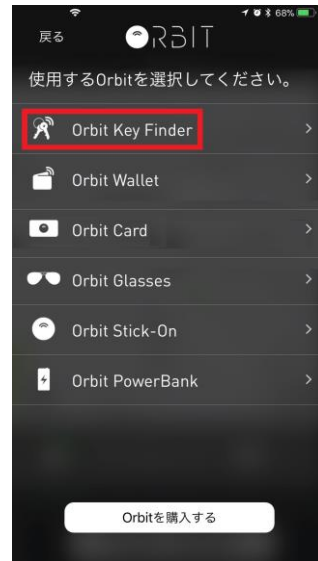 68%
戻る
ORBIT
使用するOrbitを選択してください。
Orbit Key Finder
Orbit Wallet
Orbit Card
Orbit Glasses
Orbit Stick-On
Orbit PowerBank
Orbitを購入する